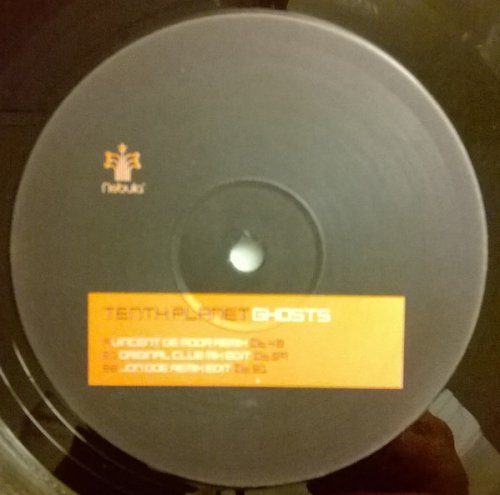 Nebula
TENTH PLANET GHOSTS
VINCENT DE MOOR REMIX
ORIGINAL CLUB MIX EDIT
JON DOE REMIX EDIT